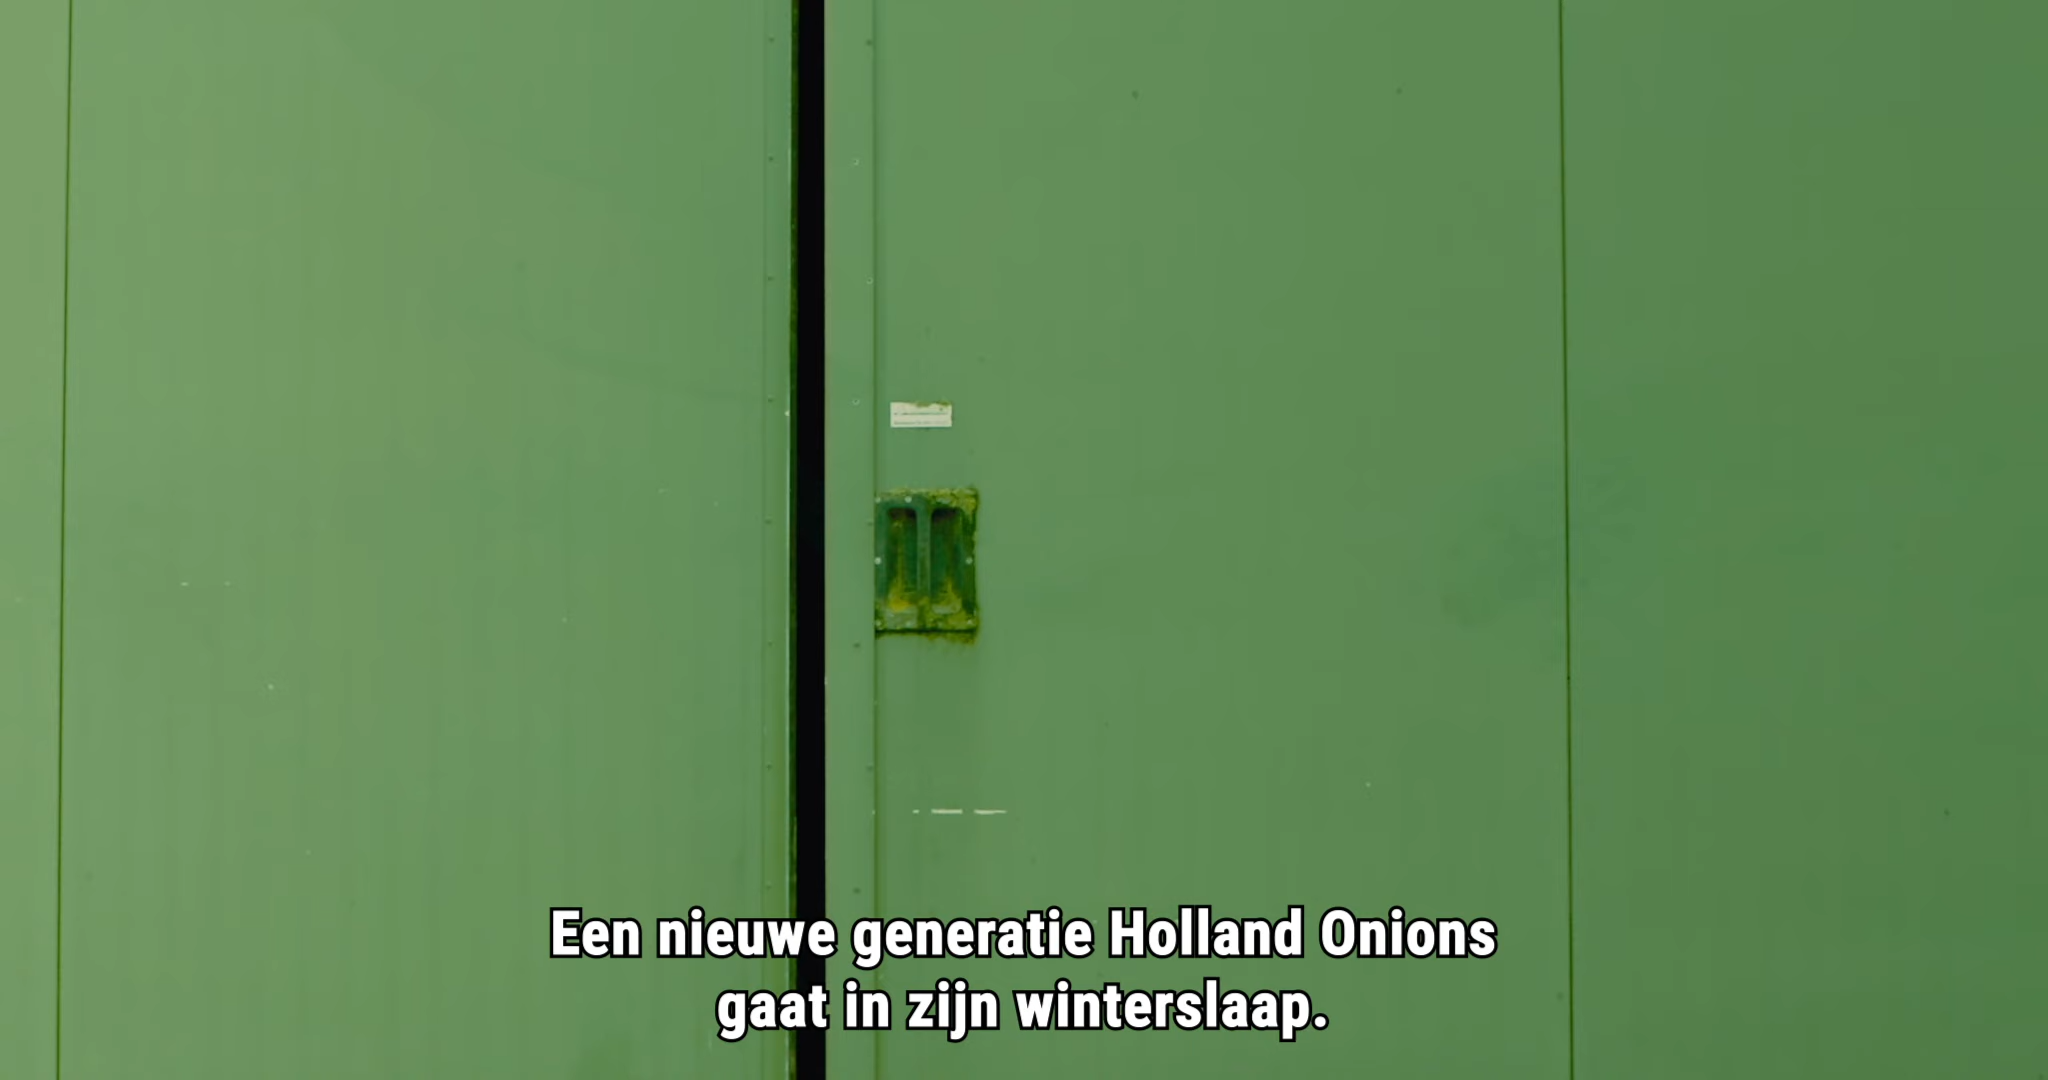 Een nieuwe generatie Holland Onions
gaat in zijn winterslaap.